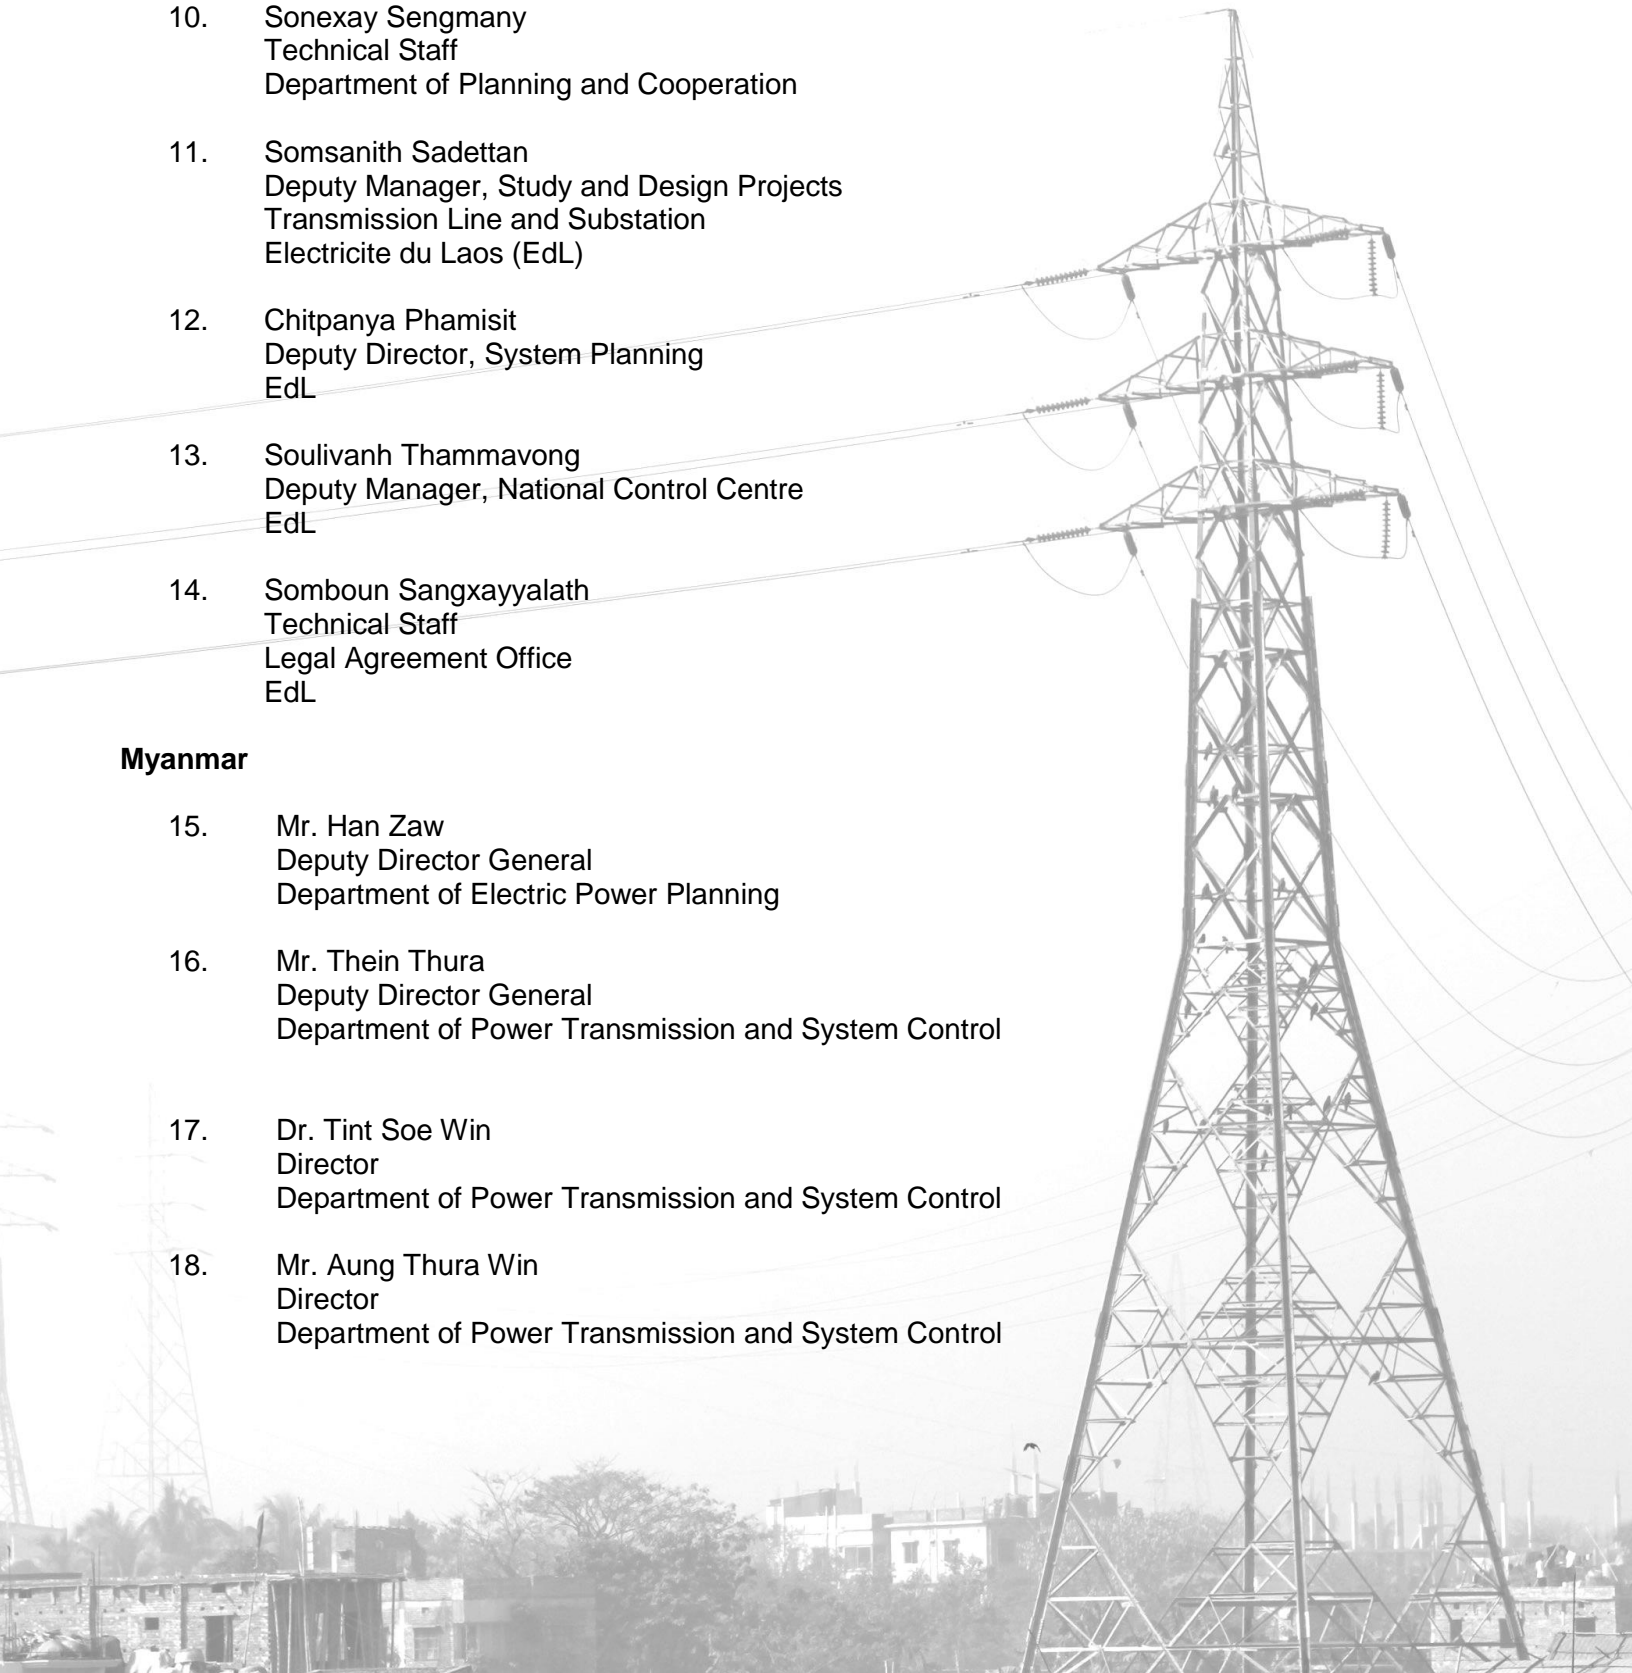 10. Sonexay Sengmany
Technical Staff
Department of Planning and Cooperation
11. Somsanith Sadettan
Deputy Manager, Study and Design Projects
Transmission Line and Substation
Electricite du Laos (EdL)
12. Chitpanya Phamisit
Deputy Director, System Planning
EdL
13. Soulivanh Thammavong
Deputy Manager, National Control Centre
EdL
14. Somboun Sangxayyalath
Technical Staff
Legal Agreement Office
EdL
Myanmar
15. Mr. Han Zaw
Deputy Director General
Department of Electric Power Planning
16. Mr. Thein Thura
Deputy Director General
Department of Power Transmission and System Control
17. Dr. Tint Soe Win
Director
Department of Power Transmission and System Control
18. Mr. Aung Thura Win
Director
Department of Power Transmission and System Control